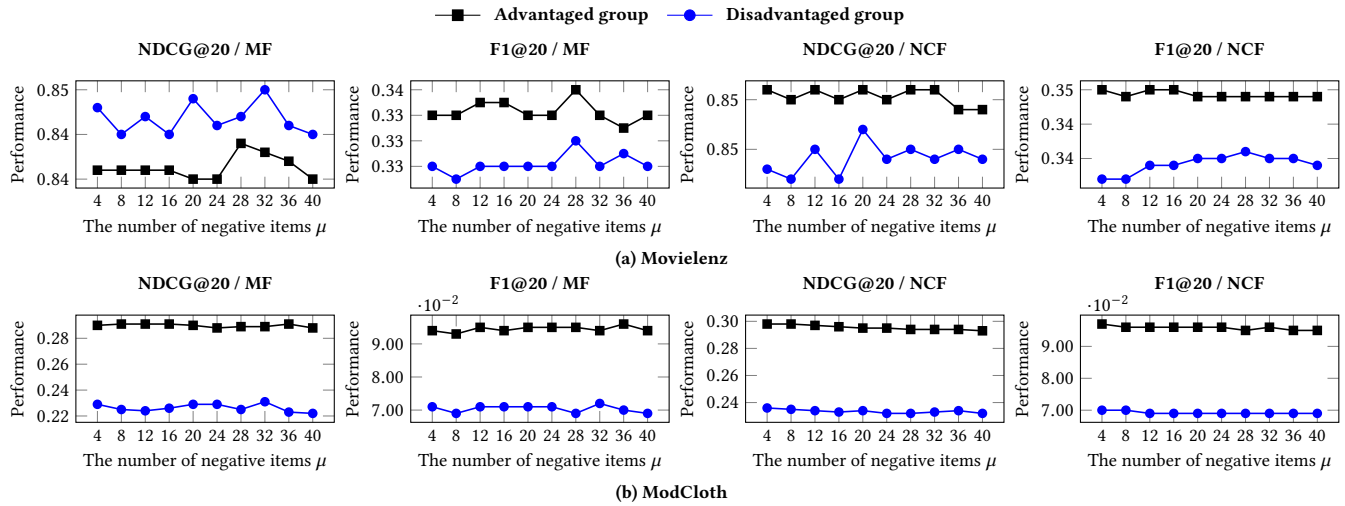 Advantaged group Disadvantaged group
NDCG@20 / MF
0.85
0.84
0.84
Performance
4 8 12 16 20 24 28 32 36 40
The number of negative items μ
F1@20 / MF
0.34
0.33
0.33
0.33
Performance
4 8 12 16 20 24 28 32 36 40
The number of negative items μ
NDCG@20 / NCF
0.85
0.85
Performance
4 8 12 16 20 24 28 32 36 40
The number of negative items μ
F1@20 / NCF
0.35
0.34
0.34
Performance
4 8 12 16 20 24 28 32 36 40
The number of negative items μ
(a) Movielenz
NDCG@20 / MF
0.28
0.26
0.24
0.22
Performance
4 8 12 16 20 24 28 32 36 40
The number of negative items μ
F1@20 / MF
·10−2
9.00
8.00
7.00
Performance
4 8 12 16 20 24 28 32 36 40
The number of negative items μ
NDCG@20 / NCF
0.30
0.28
0.26
0.24
Performance
4 8 12 16 20 24 28 32 36 40
The number of negative items μ
F1@20 / NCF
·10−2
9.00
8.00
7.00
Performance
4 8 12 16 20 24 28 32 36 40
The number of negative items μ
(b) ModCloth